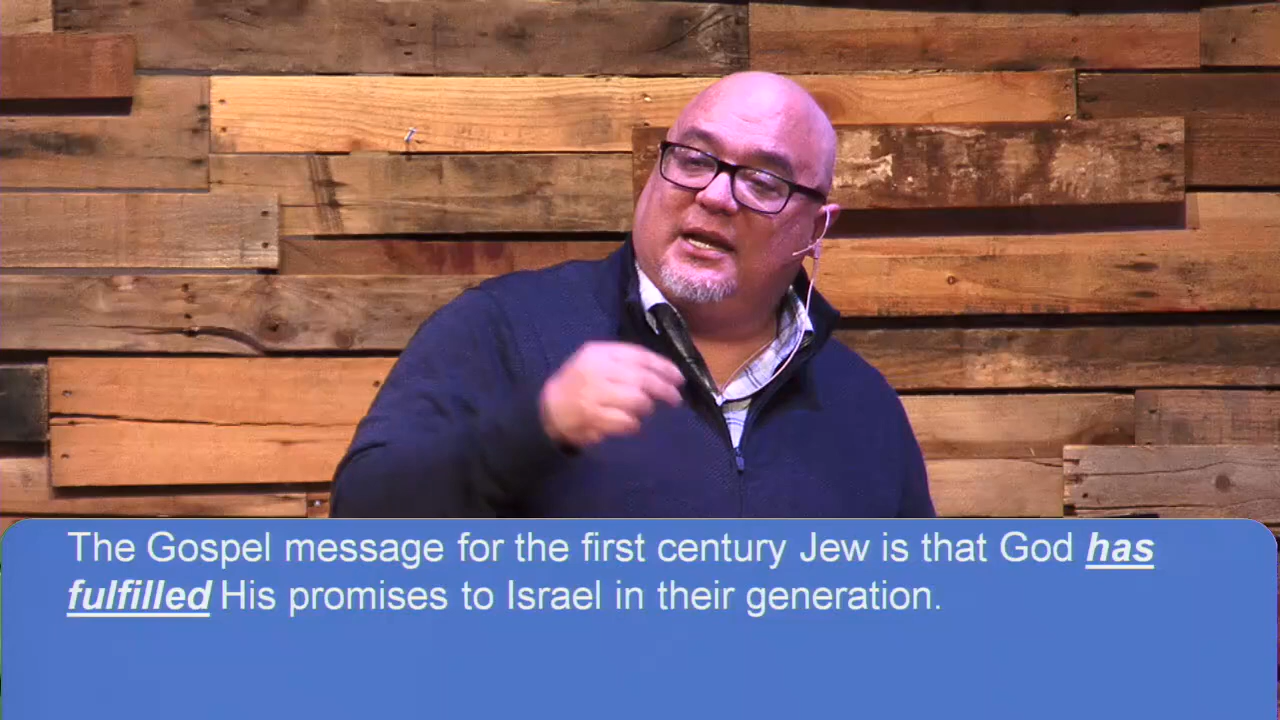 The Gospel message for the first century Jew is that God has
fulfilled His promises to Israel in their generation.